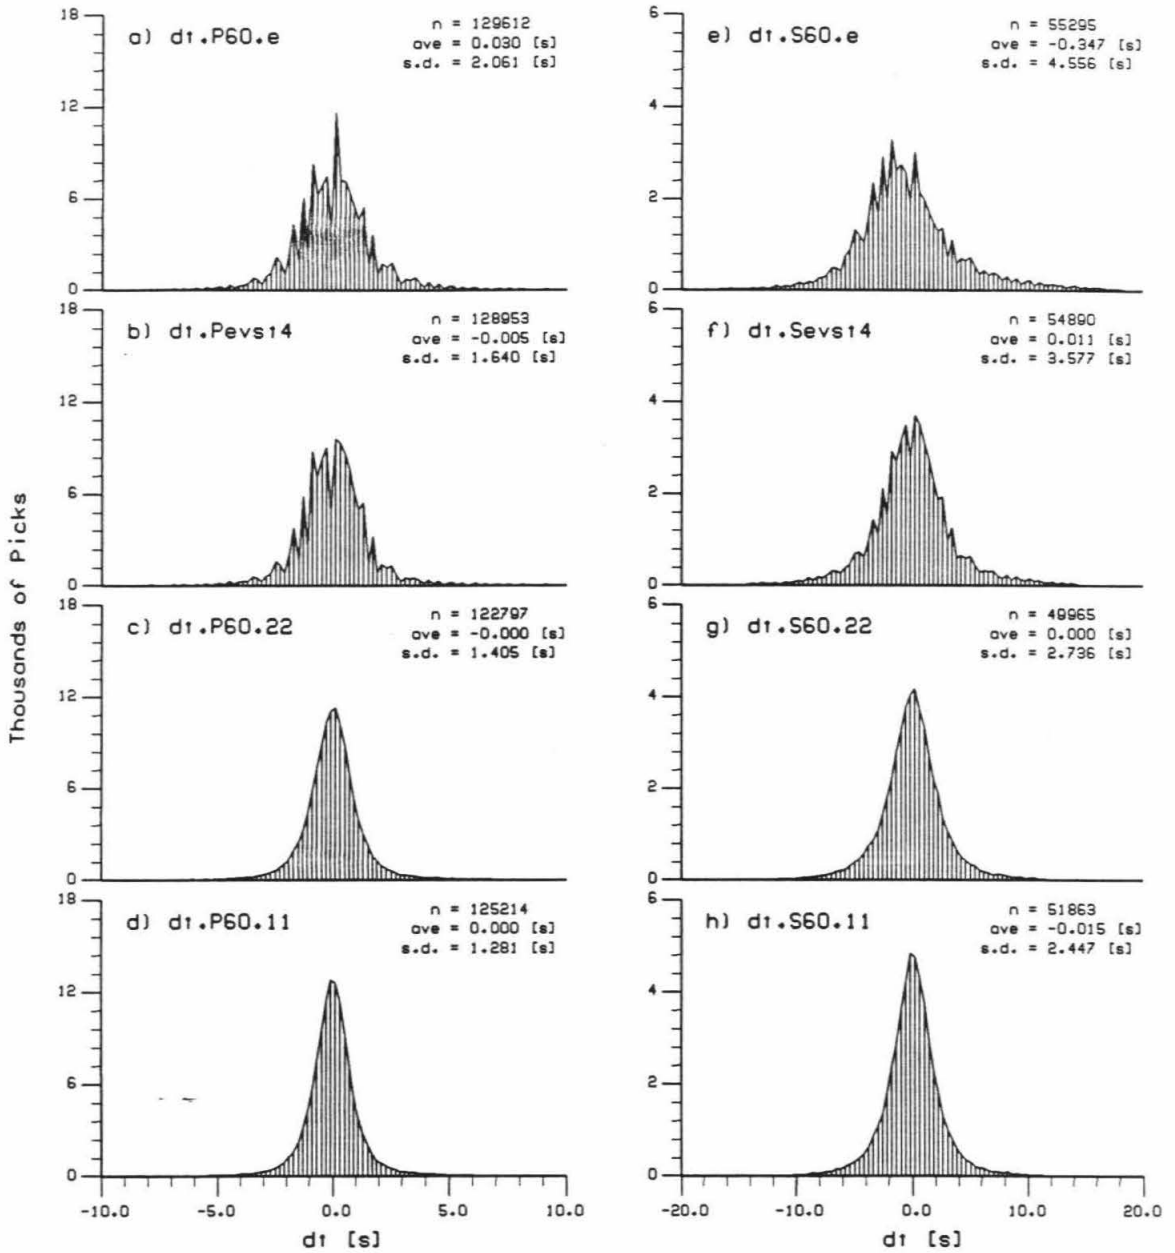 Thousands of Picks
18
12
6
0
a) dt.P60.e
n = 129612
ave = 0.030 [s]
s.d. = 2.061 [s]
18
12
6
0
b) dt.Pevst4
n = 128953
ave = -0.005 [s]
s.d. = 1.640 [s]
18
12
6
0
c) dt.P60.22
n = 122797
ave = -0.000 [s]
s.d. = 1.405 [s]
18
12
6
0
d) dt.P60.11
n = 125214
ave = 0.000 [s]
s.d. = 1.281 [s]
-10.0 -5.0 0.0 5.0 10.0
dt [s]
6
4
2
0
e) dt.S60.e
n = 55295
ave = -0.347 [s]
s.d. = 4.556 [s]
6
4
2
0
f) dt.Sevst4
n = 54890
ave = 0.011 [s]
s.d. = 3.577 [s]
6
4
2
0
g) dt.S60.22
n = 49965
ave = 0.000 [s]
s.d. = 2.736 [s]
6
4
2
0
h) dt.S60.11
n = 51863
ave = -0.015 [s]
s.d. = 2.447 [s]
-20.0 -10.0 0.0 10.0 20.0
dt [s]